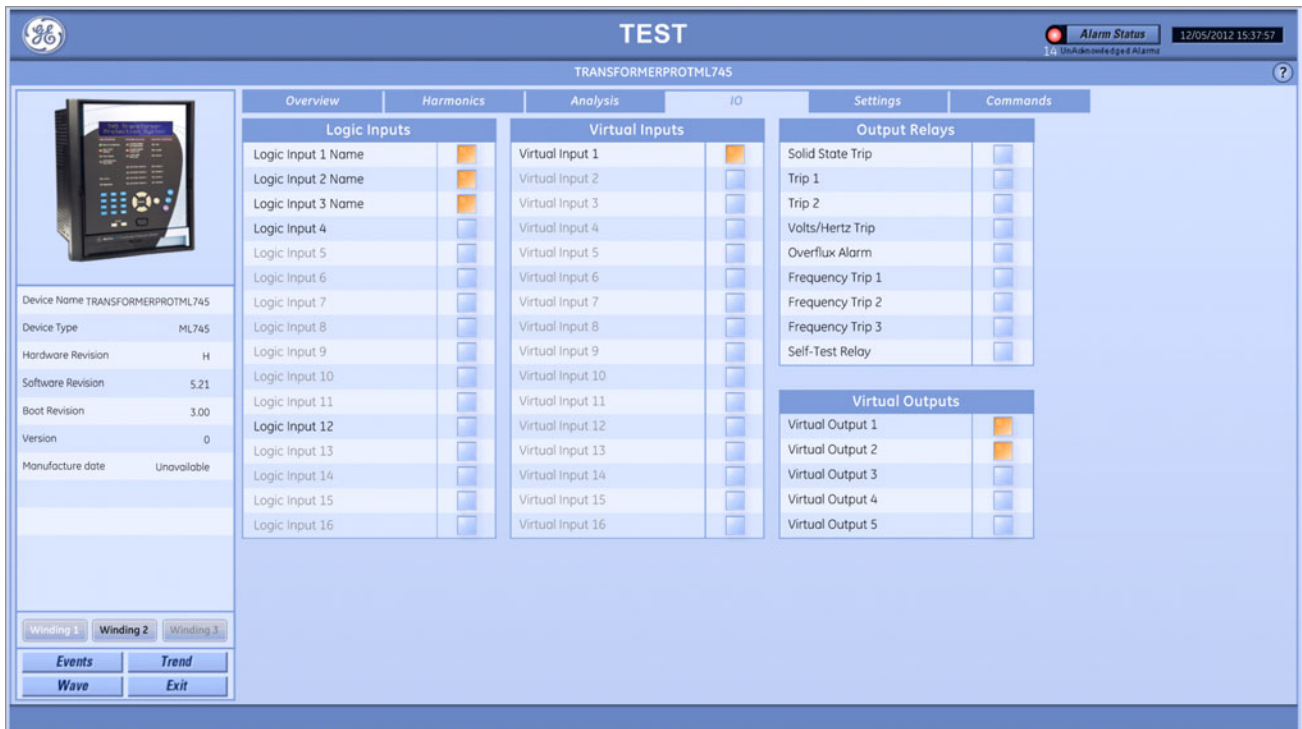 TEST
Alarm Status
14 UnAcknowledged Alarms
12/05/2012 15:37:57
TRANSFORMERPROTML745
?
Overview Harmonics Analysis IO Settings Commands
Device Name TRANSFORMERPROTML745
Device Type ML745
Hardware Revision H
Software Revision 5.21
Boot Revision 3.00
Version 0
Manufacture date Unavailable
Winding 1 Winding 2 Winding 3
Events Trend
Wave Exit
Logic Inputs
Logic Input 1 Name
Logic Input 2 Name
Logic Input 3 Name
Logic Input 4
Logic Input 5
Logic Input 6
Logic Input 7
Logic Input 8
Logic Input 9
Logic Input 10
Logic Input 11
Logic Input 12
Logic Input 13
Logic Input 14
Logic Input 15
Logic Input 16
Virtual Inputs
Virtual Input 1
Virtual Input 2
Virtual Input 3
Virtual Input 4
Virtual Input 5
Virtual Input 6
Virtual Input 7
Virtual Input 8
Virtual Input 9
Virtual Input 10
Virtual Input 11
Virtual Input 12
Virtual Input 13
Virtual Input 14
Virtual Input 15
Virtual Input 16
Output Relays
Solid State Trip
Trip 1
Trip 2
Volts/Hertz Trip
Overflux Alarm
Frequency Trip 1
Frequency Trip 2
Frequency Trip 3
Self-Test Relay
Virtual Outputs
Virtual Output 1
Virtual Output 2
Virtual Output 3
Virtual Output 4
Virtual Output 5